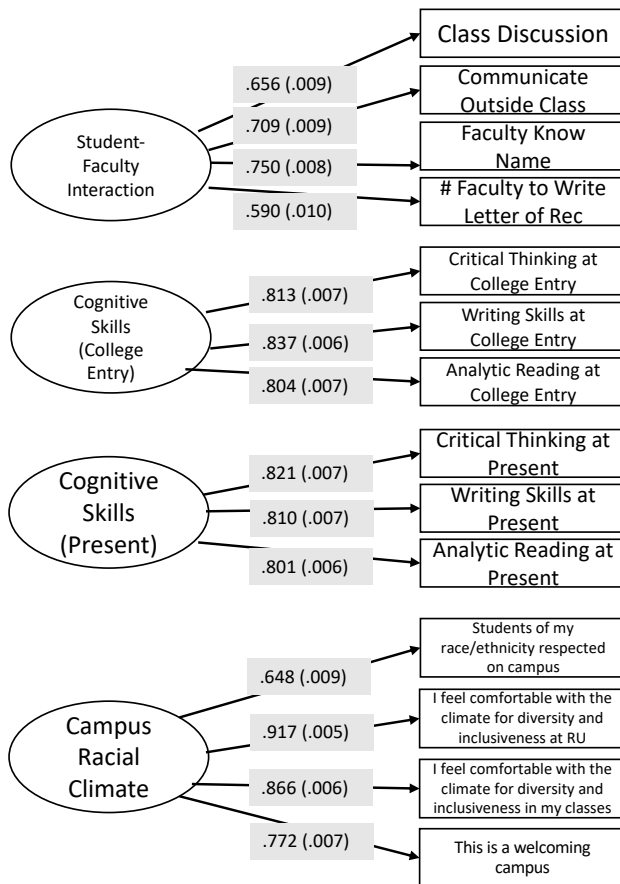 Student-
Faculty
Interaction
.656 (.009)
.709 (.009)
.750 (.008)
.590 (.010)
Class Discussion
Communicate
Outside Class
Faculty Know
Name
# Faculty to Write
Letter of Rec
Cognitive
Skills
(College
Entry)
.813 (.007)
.837 (.006)
.804 (.007)
Critical Thinking at
College Entry
Writing Skills at
College Entry
Analytic Reading at
College Entry
Cognitive
Skills
(Present)
.821 (.007)
.810 (.007)
.801 (.006)
Critical Thinking at
Present
Writing Skills at
Present
Analytic Reading at
Present
Campus
Racial
Climate
.648 (.009)
.917 (.005)
.866 (.006)
.772 (.007)
Students of my
race/ethnicity respected
on campus
I feel comfortable with the
climate for diversity and
inclusiveness at RU
I feel comfortable with the
climate for diversity and
inclusiveness in my classes
This is a welcoming
campus